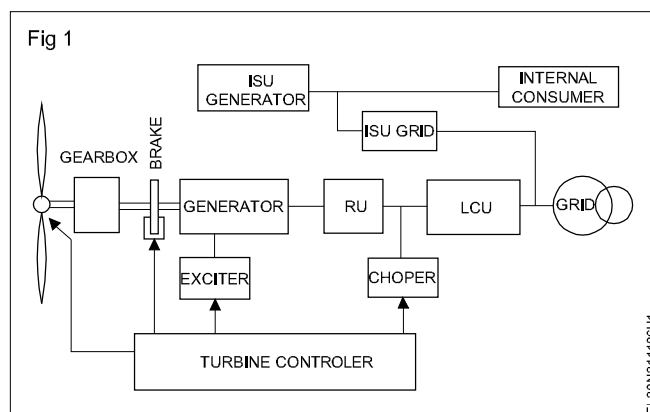 Fig 1
ISU
GENERATOR
INTERNAL
CONSUMER
ISU GRID
GEARBOX
BRAKE
GENERATOR
RU
LCU
GRID
EXCITER
CHOPER
TURBINE CONTROLER